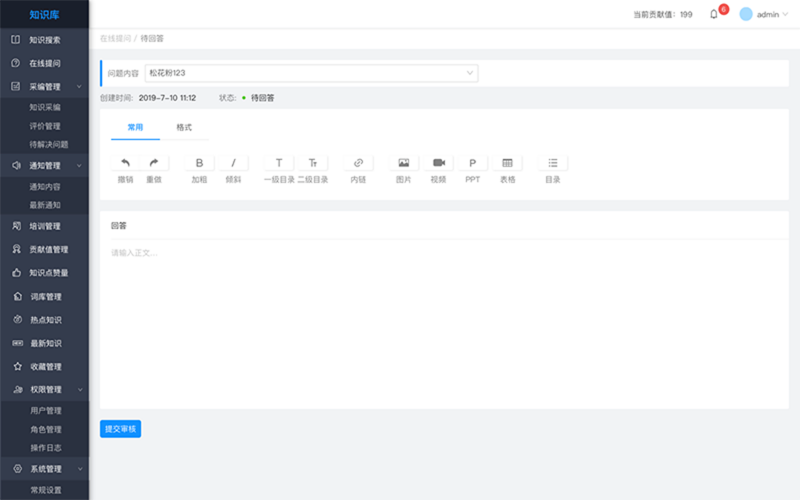 知识库
当前贡献值：199
6
admin
知识搜索
在线提问
采编管理
知识采编
评价管理
待解决问题
通知管理
通知内容
最新通知
培训管理
贡献值管理
知识点赞量
词库管理
热点知识
最新知识
收藏管理
权限管理
用户管理
角色管理
操作日志
系统管理
常规设置
在线提问 / 待回答
问题内容 松花粉123
创建时间: 2019-7-10 11:12 状态: 待回答
常用 格式
B I T Tт P
撤销 重做 加粗 倾斜 一级目录 二级目录 内链 图片 视频 PPT 表格 目录
回答
请输入正文...
提交审核